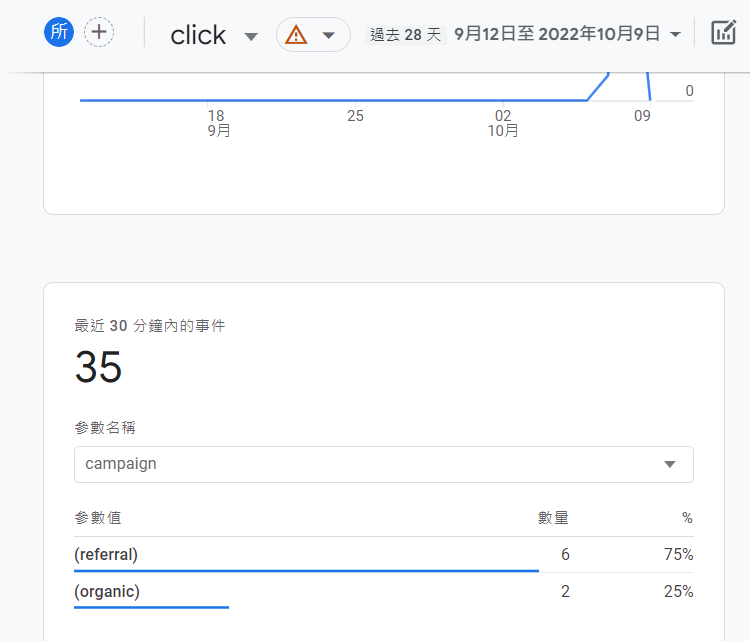 所 click 過去 28 天 9月12日至 2022年10月9日
0
18 25 02 09
9月 10月
最近 30 分鐘內的事件
35
參數名稱
campaign
參數值 數量 %
(referral) 6 75%
(organic) 2 25%